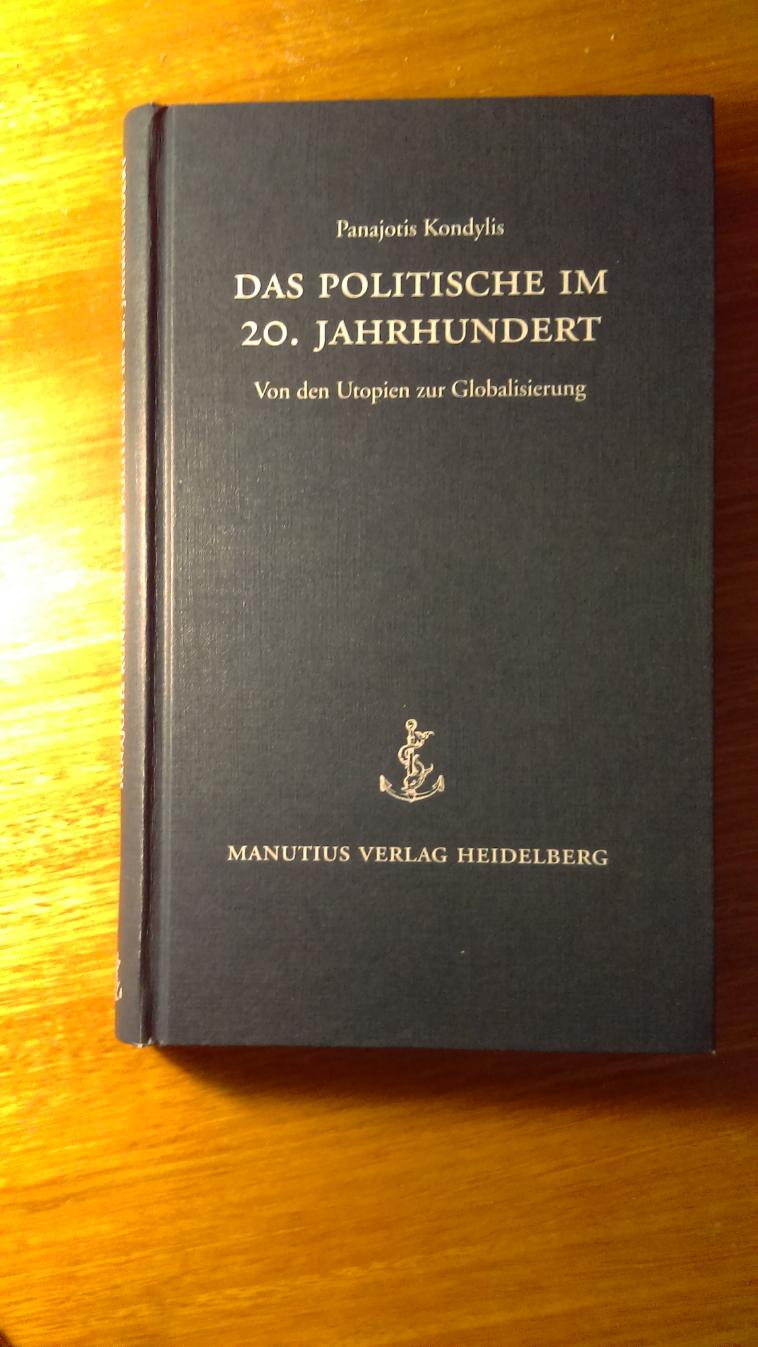 Panajotis Kondylis
DAS POLITISCHE IM
20. JAHRHUNDERT
Von den Utopien zur Globalisierung
MANUTIUS VERLAG HEIDELBERG